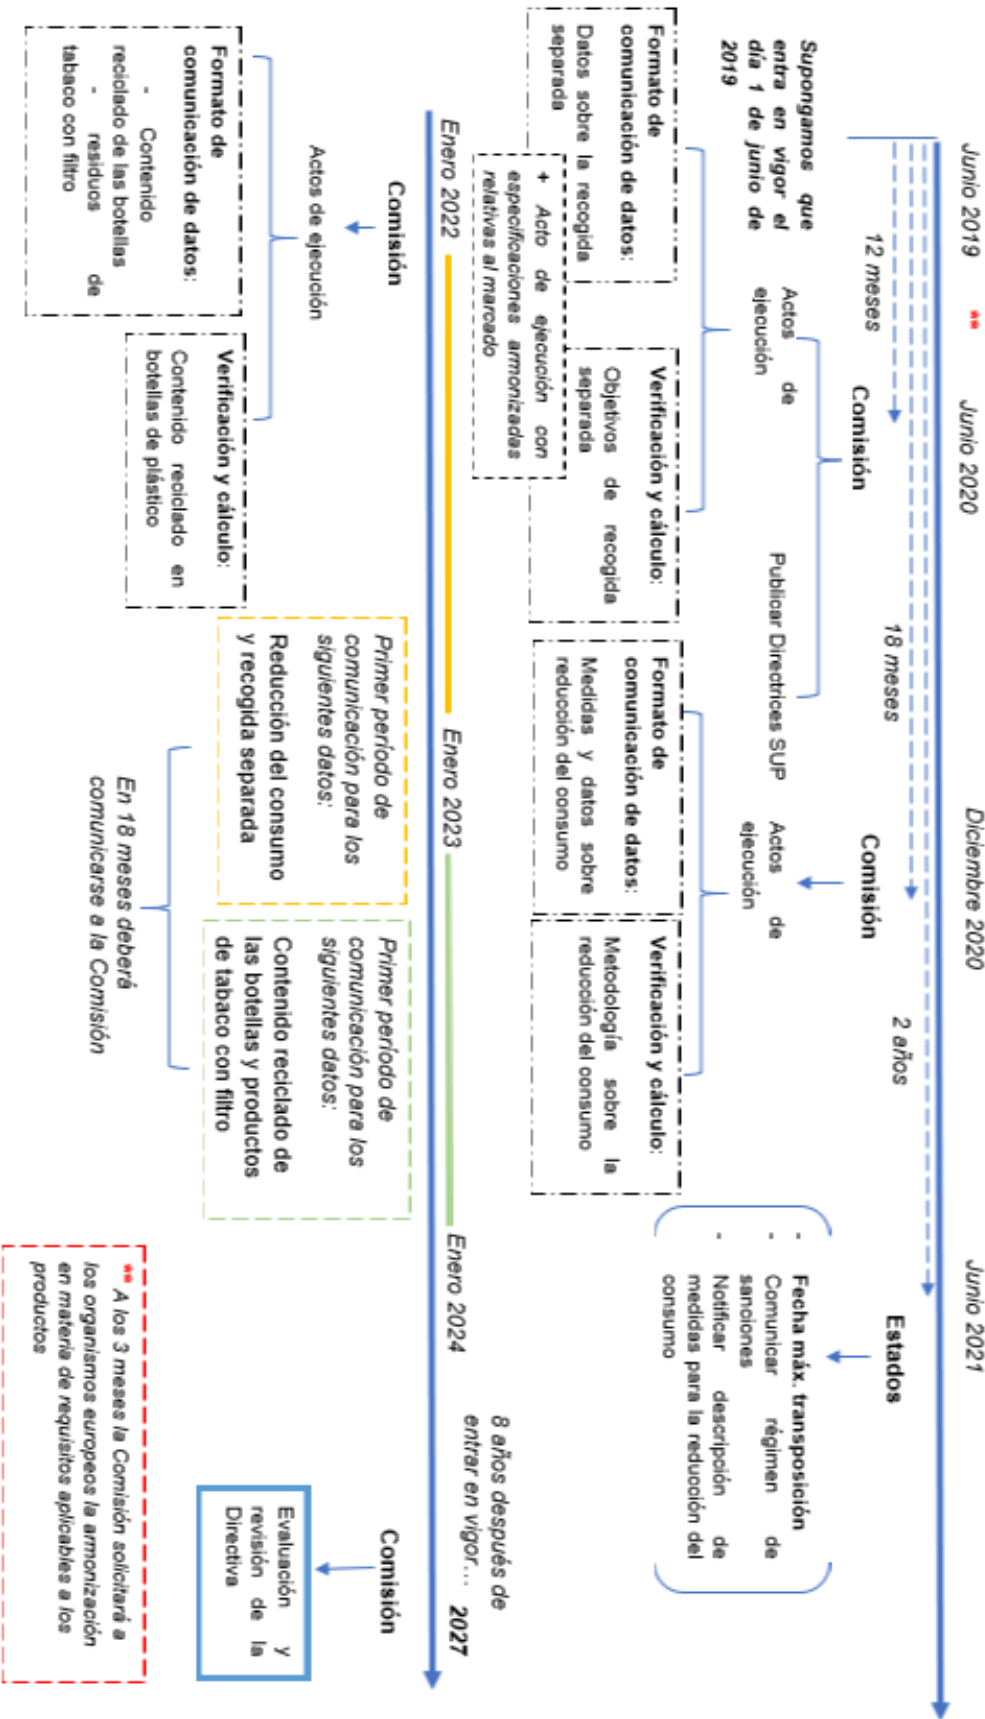 Junio 2019
**
Junio 2020
Diciembre 2020
Junio 2021
12 meses
18 meses
2 años
Supongamos que
entra en vigor el
día 1 de junio de
2019
Comisión
Actos de
ejecución
Publicar Directrices SUP
Comisión
Actos de
ejecución
Estados
- Fecha máx. transposición
- Comunicar régimen de
sanciones
- Notificar descripción de
medidas para la reducción del
consumo
Formato de
comunicación de datos:
Datos sobre la recogida
separada
Verificación y cálculo:
Objetivos de recogida
separada
+ Acto de ejecución con
especificaciones armonizadas
relativas al marcado
Formato de
comunicación de datos:
Medidas y datos sobre
reducción del consumo
Verificación y cálculo:
Metodología sobre la
reducción del consumo
Enero 2022
Enero 2023
Enero 2024
8 años después de
entrar en vigor... 2027
Comisión
Actos de ejecución
Formato de
comunicación de datos:
- Contenido
reciclado de las botellas
- residuos de
tabaco con filtro
Verificación y cálculo:
Contenido reciclado en
botellas de plástico
Primer período de
comunicación para los
siguientes datos:
Reducción del consumo
y recogida separada
Primer período de
comunicación para los
siguientes datos:
Contenido reciclado de
las botellas y productos
de tabaco con filtro
En 18 meses deberá
comunicarse a la Comisión
Comisión
Evaluación y
revisión de la
Directiva
** A los 3 meses la Comisión solicitará a
los organismos europeos la armonización
en materia de requisitos aplicables a los
productos